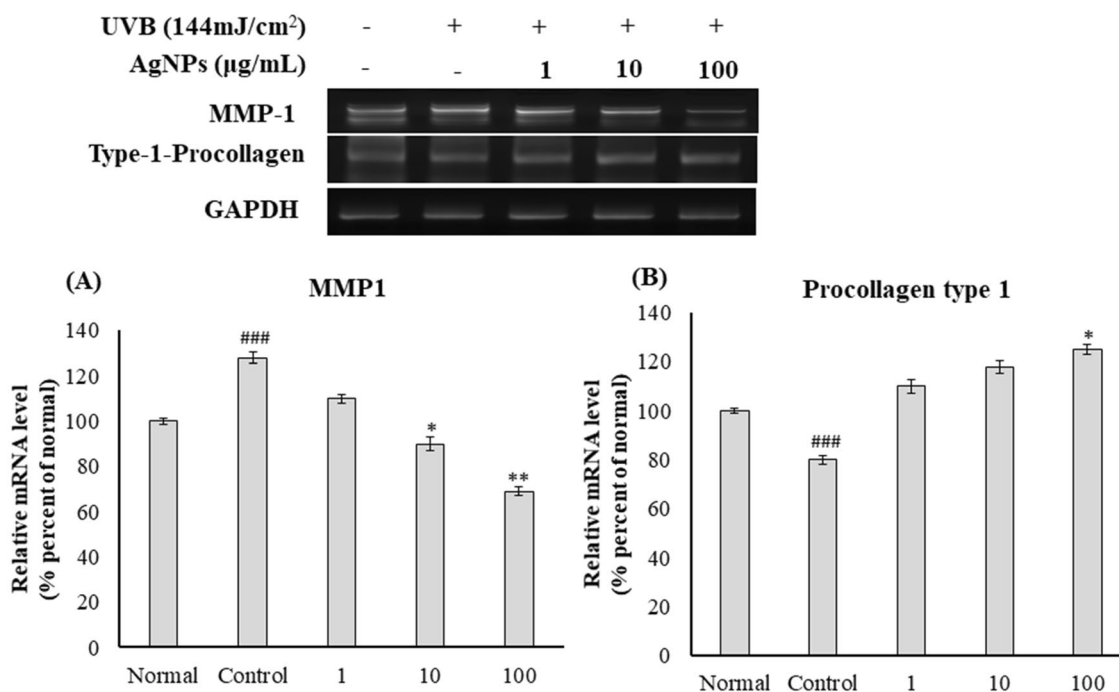 UVB (144mJ/cm²) - + + + +
AgNPs (μg/mL) - - 1 10 100
MMP-1
Type-1-Procollagen
GAPDH
(A)
MMP1
Relative mRNA level
(% percent of normal)
140
120
100
80
60
40
20
0
###
*
**
Normal Control 1 10 100
(B)
Procollagen type 1
Relative mRNA level
(% percent of normal)
140
120
100
80
60
40
20
0
###
*
Normal Control 1 10 100